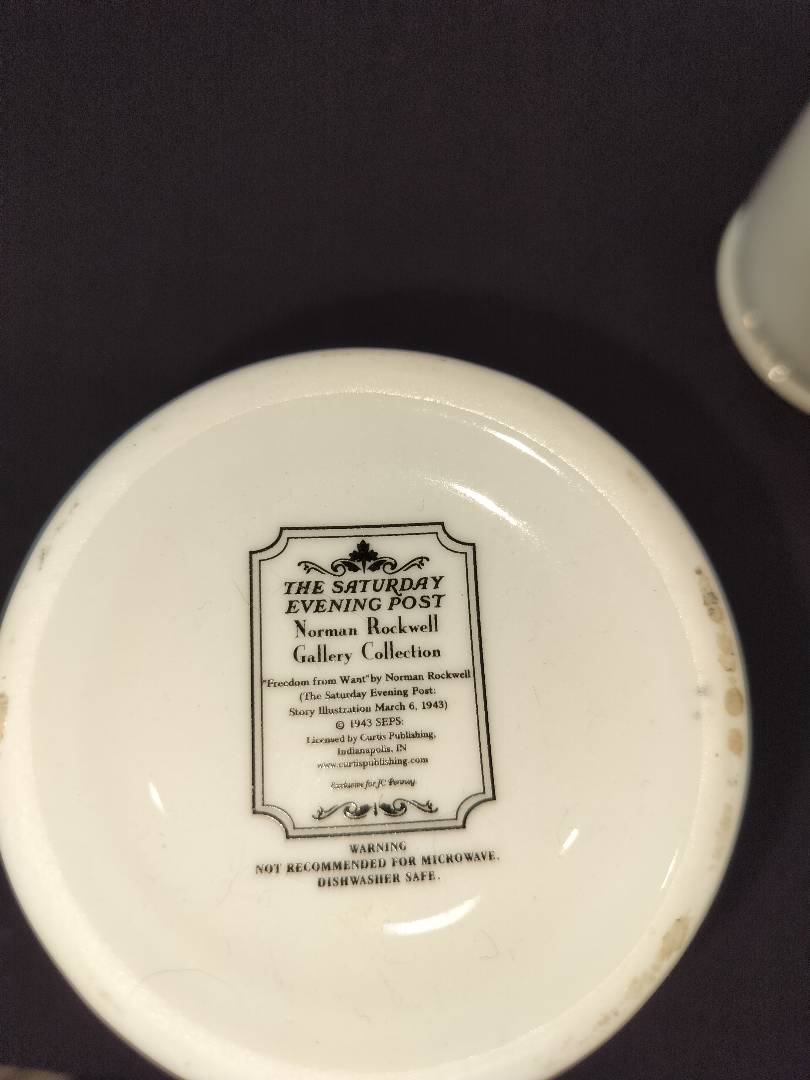 THE SATURDAY
EVENING POST
Norman Rockwell
Gallery Collection
"Freedom from Want" by Norman Rockwell
(The Saturday Evening Post:
Story Illustration March 6, 1943)
© 1943 SEPS:
Licensed by Curtis Publishing,
Indianapolis, IN
www.curtispublishing.com
Exclusive for JC Penney
WARNING
NOT RECOMMENDED FOR MICROWAVE.
DISHWASHER SAFE.